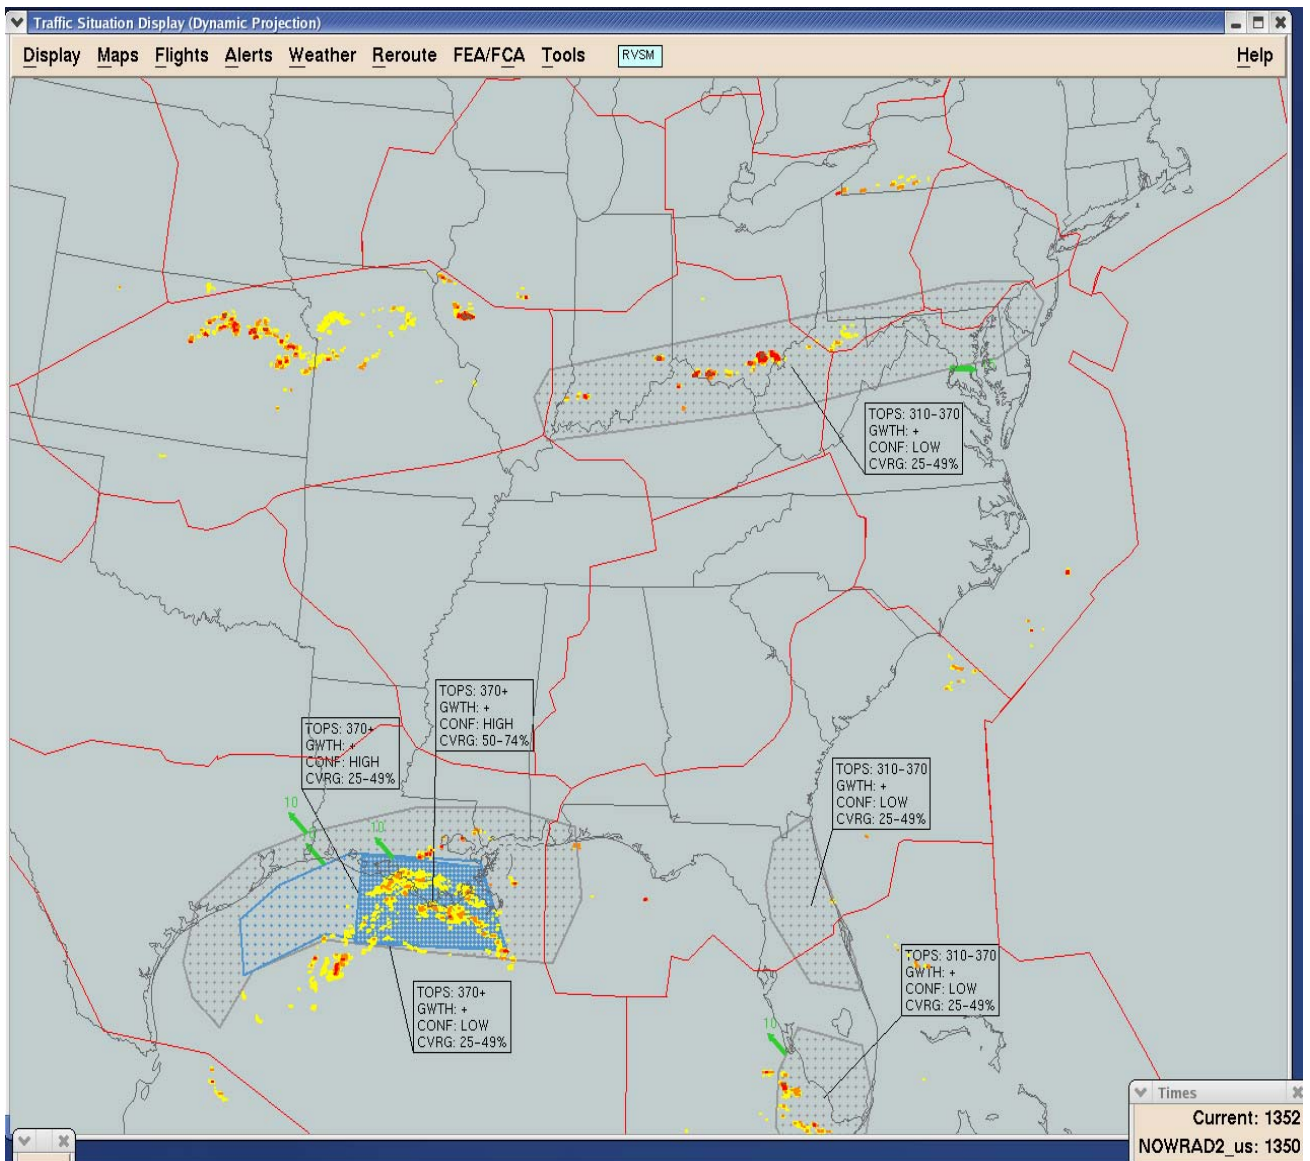 Traffic Situation Display (Dynamic Projection)
Display Maps Flights Alerts Weather Reroute FEA/FCA Tools RVSM Help
TOPS: 310-370
GWTH: +
CONF: LOW
CVRG: 25-49%
TOPS: 370+
GWTH: +
CONF: HIGH
CVRG: 50-74%
TOPS: 370+
GWTH: +
CONF: HIGH
CVRG: 25-49%
TOPS: 310-370
GWTH: +
CONF: LOW
CVRG: 25-49%
10
10
TOPS: 310-370
GWTH: +
CONF: LOW
CVRG: 25-49%
TOPS: 370+
GWTH: +
CONF: LOW
CVRG: 25-49%
10
Times
Current: 1352
NOWRAD2_us: 1350